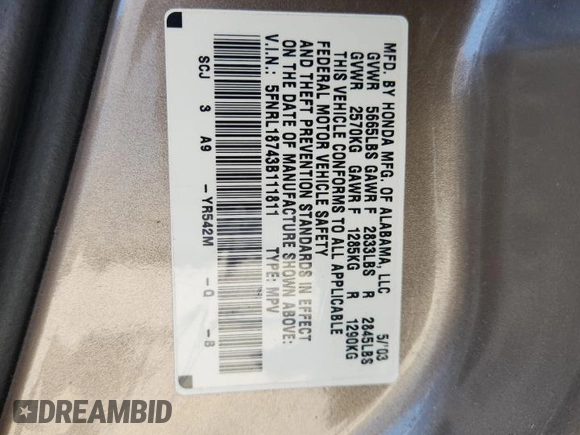 MFD. BY HONDA MFG. OF ALABAMA, LLC 5/'03
GVWR 5665LBS GAWR F 2833LBS R 2845LBS
GVWR 2570KG GAWR F 1285KG R 1290KG
THIS VEHICLE CONFORMS TO ALL APPLICABLE
FEDERAL MOTOR VEHICLE SAFETY
AND THEFT PREVENTION STANDARDS IN EFFECT
ON THE DATE OF MANUFACTURE SHOWN ABOVE:
V.I.N.: 5FNRL18743B111811 TYPE: MPV
SCJ 3 A9 -YR542M -Q -B
DREAMBID